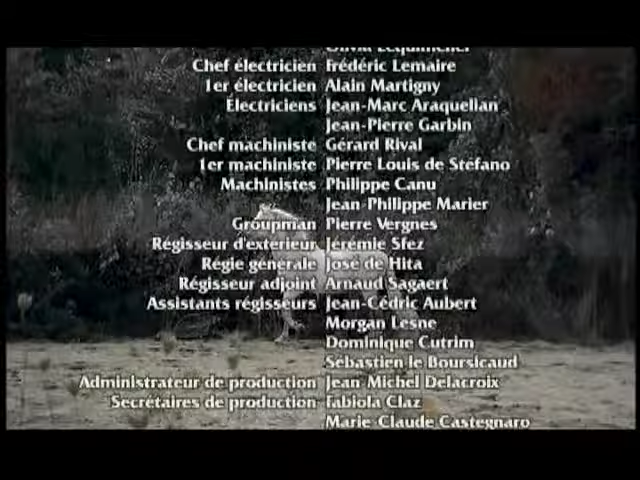 Chef électricien Frédéric Lemaire
1er électricien Alain Martigny
Électriciens Jean-Marc Araquellan
Jean-Pierre Garbin
Chef machiniste Gérard Rival
1er machiniste Pierre Louis de Stéfano
Machinistes Philippe Canu
Jean-Philippe Marier
Groupman Pierre Vergnes
Régisseur d'extérieur Jérémie Sfez
Régie générale José de Hita
Régisseur adjoint Arnaud Sagaert
Assistants régisseurs Jean-Cédric Aubert
Morgan Lesne
Dominique Cutrim
Sébastien le Boursicaud
Administrateur de production Jean-Michel Delacroix
Secrétaires de production Fabiola Claz
Marie-Claude Castegnaro